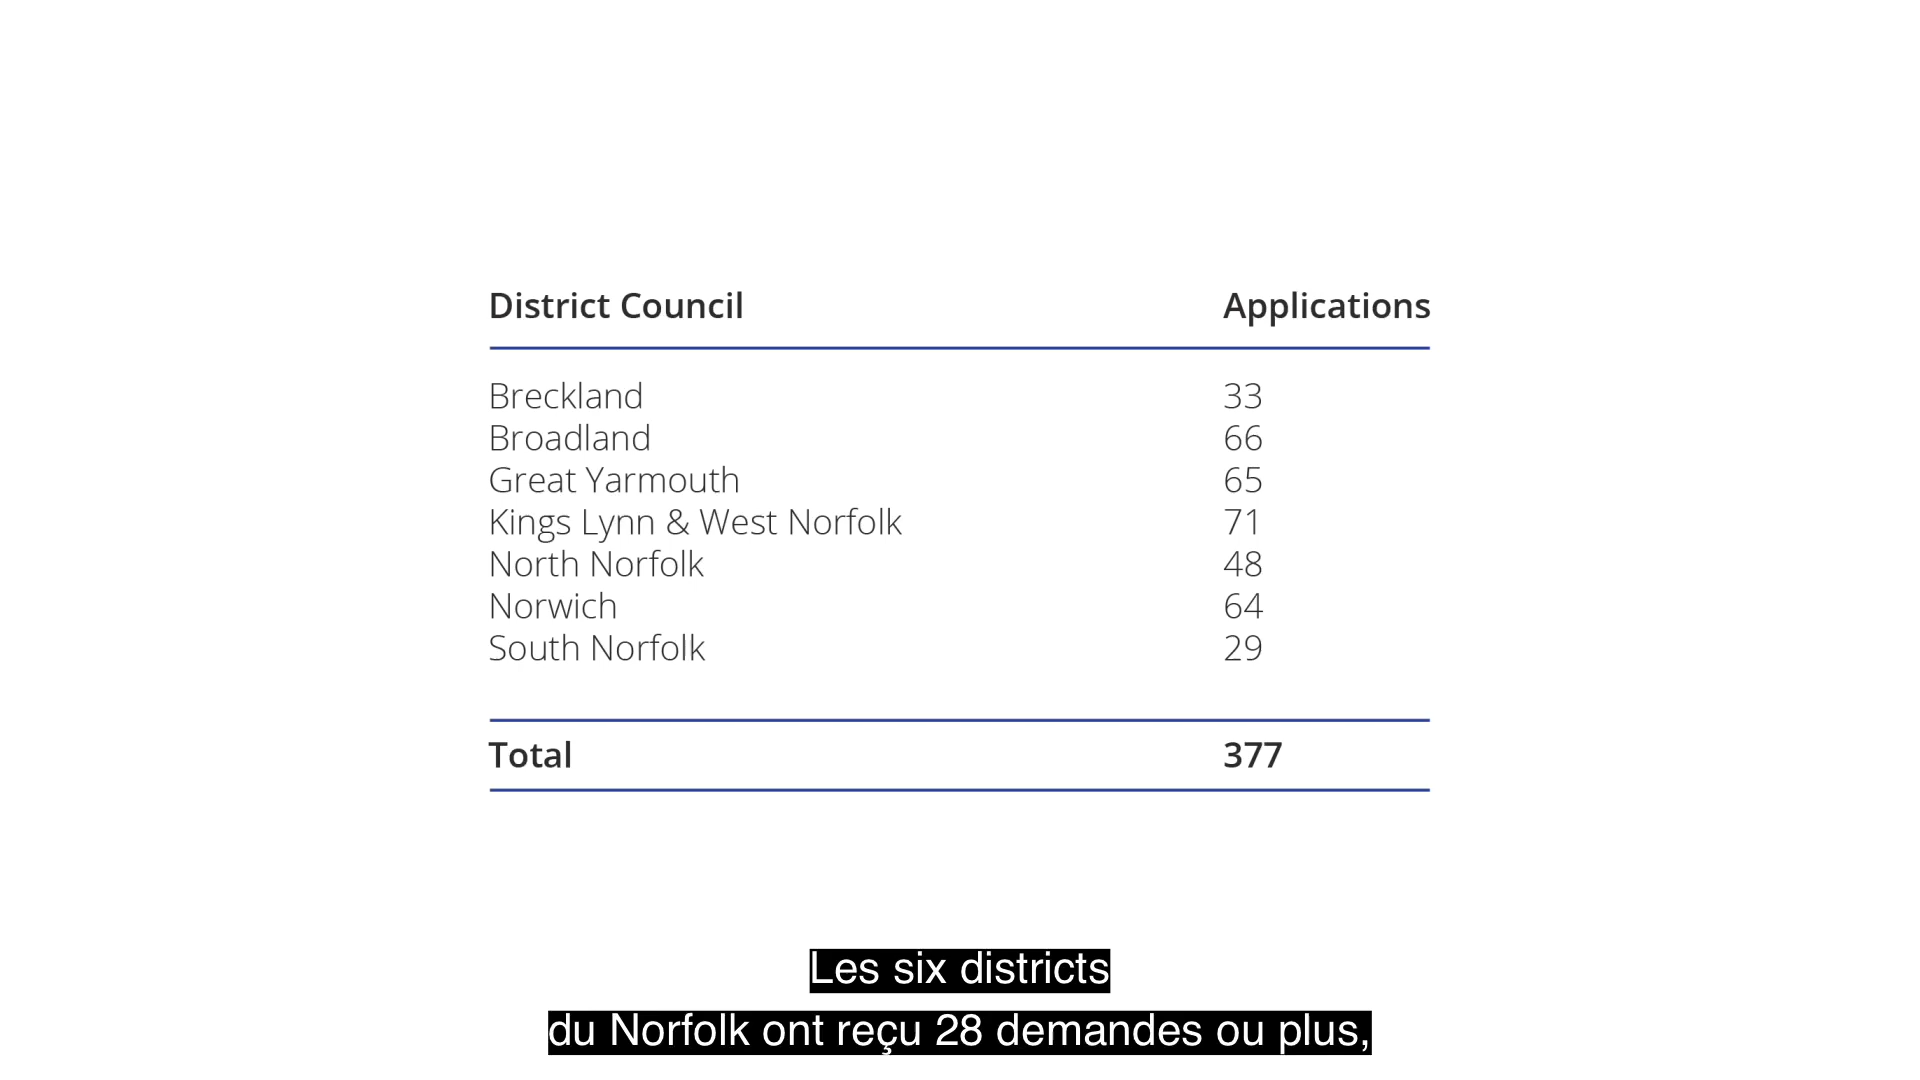 District Council Applications
Breckland 33
Broadland 66
Great Yarmouth 65
Kings Lynn & West Norfolk 71
North Norfolk 48
Norwich 64
South Norfolk 29
Total 377
Les six districts
du Norfolk ont reçu 28 demandes ou plus,